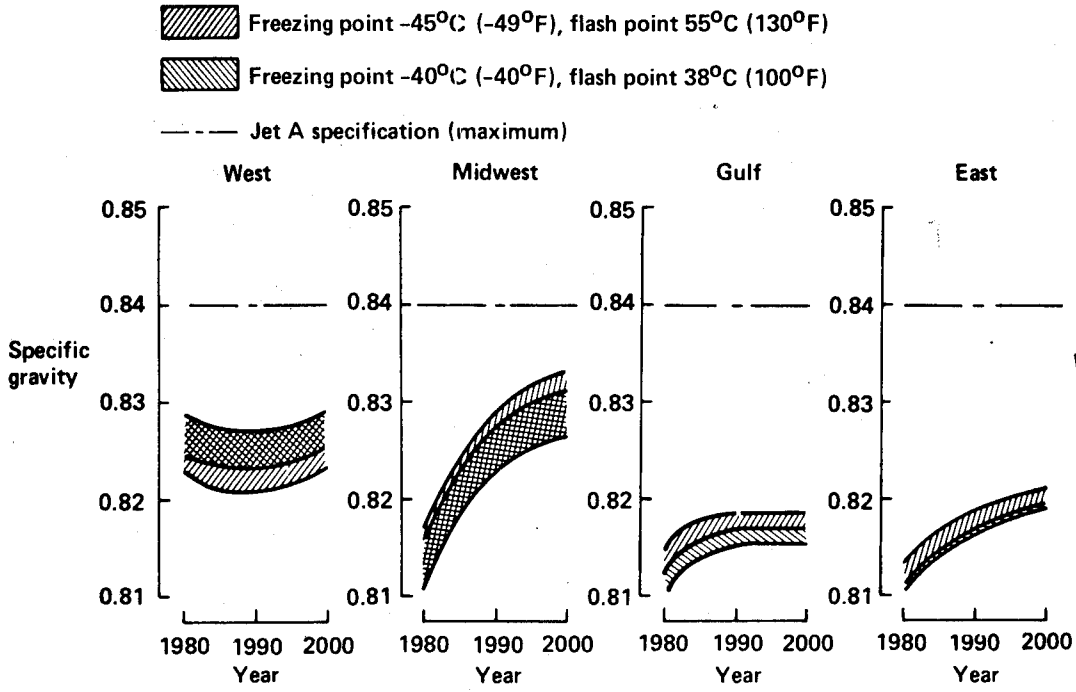 Freezing point -45°C (-49°F), flash point 55°C (130°F)
Freezing point -40°C (-40°F), flash point 38°C (100°F)
Jet A specification (maximum)
West
Midwest
Gulf
East
Specific
gravity
0.85
0.84
0.83
0.82
0.81
1980 1990 2000
Year
0.85
0.84
0.83
0.82
0.81
1980 1990 2000
Year
0.85
0.84
0.83
0.82
0.81
1980 1990 2000
Year
0.85
0.84
0.83
0.82
0.81
1980 1990 2000
Year